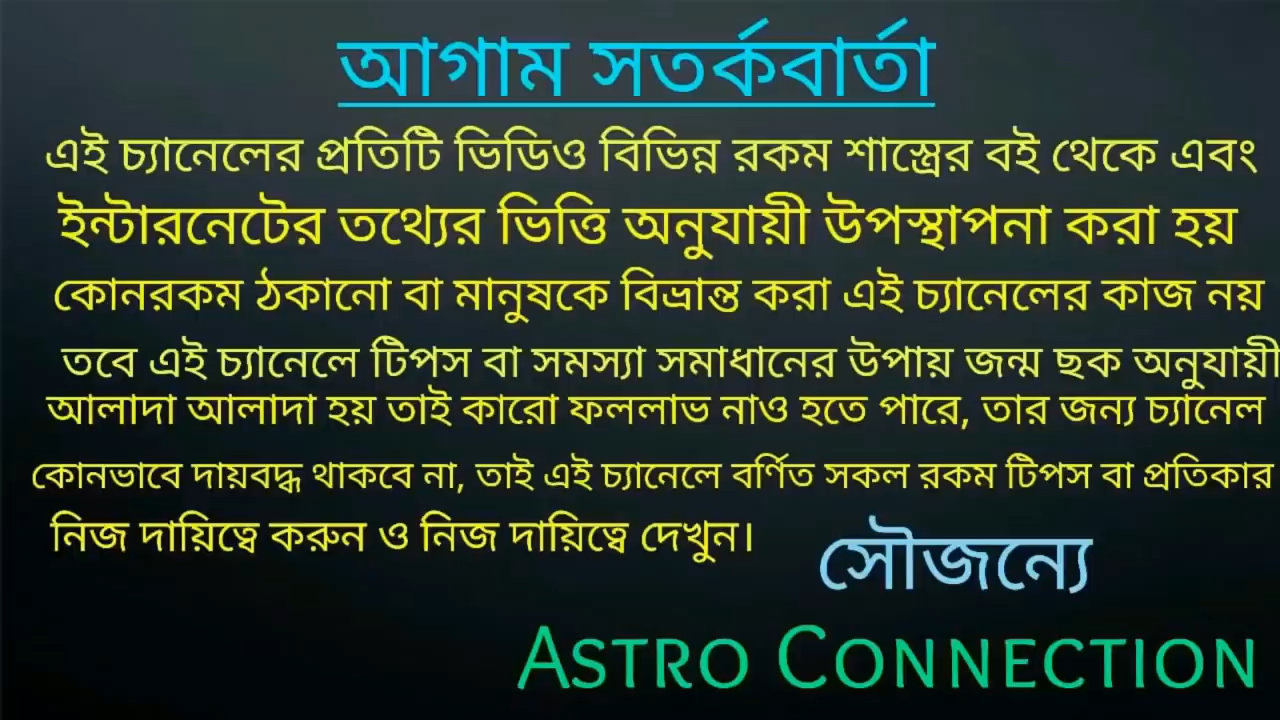 আগাম সতর্কবার্তা
এই চ্যানেলের প্রতিটি ভিডিও বিভিন্ন রকম শাস্ত্রের বই থেকে এবং
ইন্টারনেটের তথ্যের ভিত্তি অনুযায়ী উপস্থাপনা করা হয়
কোনরকম ঠকানো বা মানুষকে বিভ্রান্ত করা এই চ্যানেলের কাজ নয়
তবে এই চ্যানেলে টিপস বা সমস্যা সমাধানের উপায় জন্ম ছক অনুযায়ী
আলাদা আলাদা হয় তাই কারো ফললাভ নাও হতে পারে, তার জন্য চ্যানেল
কোনভাবে দায়বদ্ধ থাকবে না, তাই এই চ্যানেলে বর্ণিত সকল রকম টিপস বা প্রতিকার
নিজ দায়িত্বে করুন ও নিজ দায়িত্বে দেখুন।
সৌজন্যে
ASTRO CONNECTION